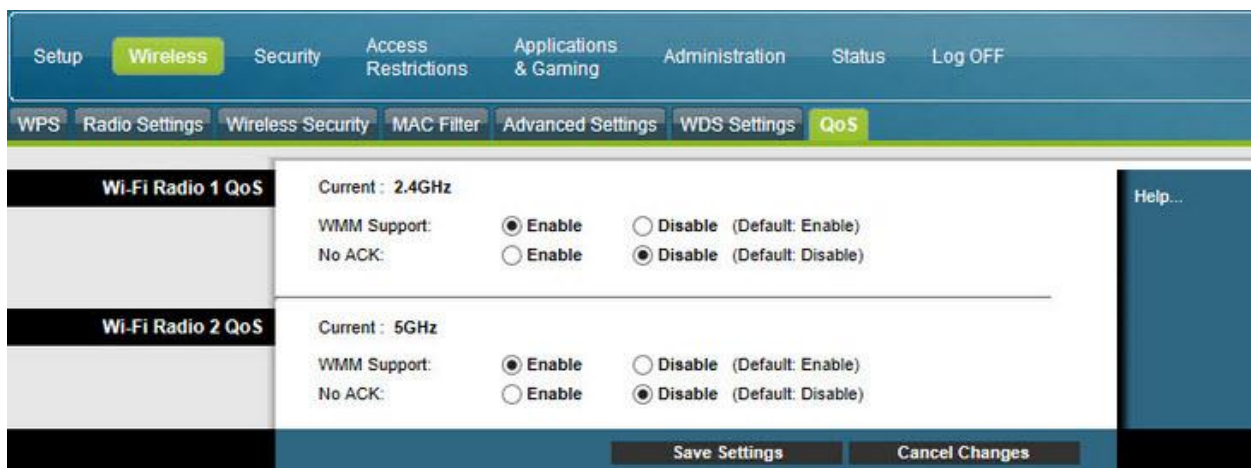 Setup Wireless Security Access Restrictions Applications & Gaming Administration Status Log OFF
WPS Radio Settings Wireless Security MAC Filter Advanced Settings WDS Settings QoS
Wi-Fi Radio 1 QoS Current : 2.4GHz Help...
WMM Support: Enable Disable (Default: Enable)
No ACK: Enable Disable (Default: Disable)
Wi-Fi Radio 2 QoS Current : 5GHz
WMM Support: Enable Disable (Default: Enable)
No ACK: Enable Disable (Default: Disable)
Save Settings Cancel Changes